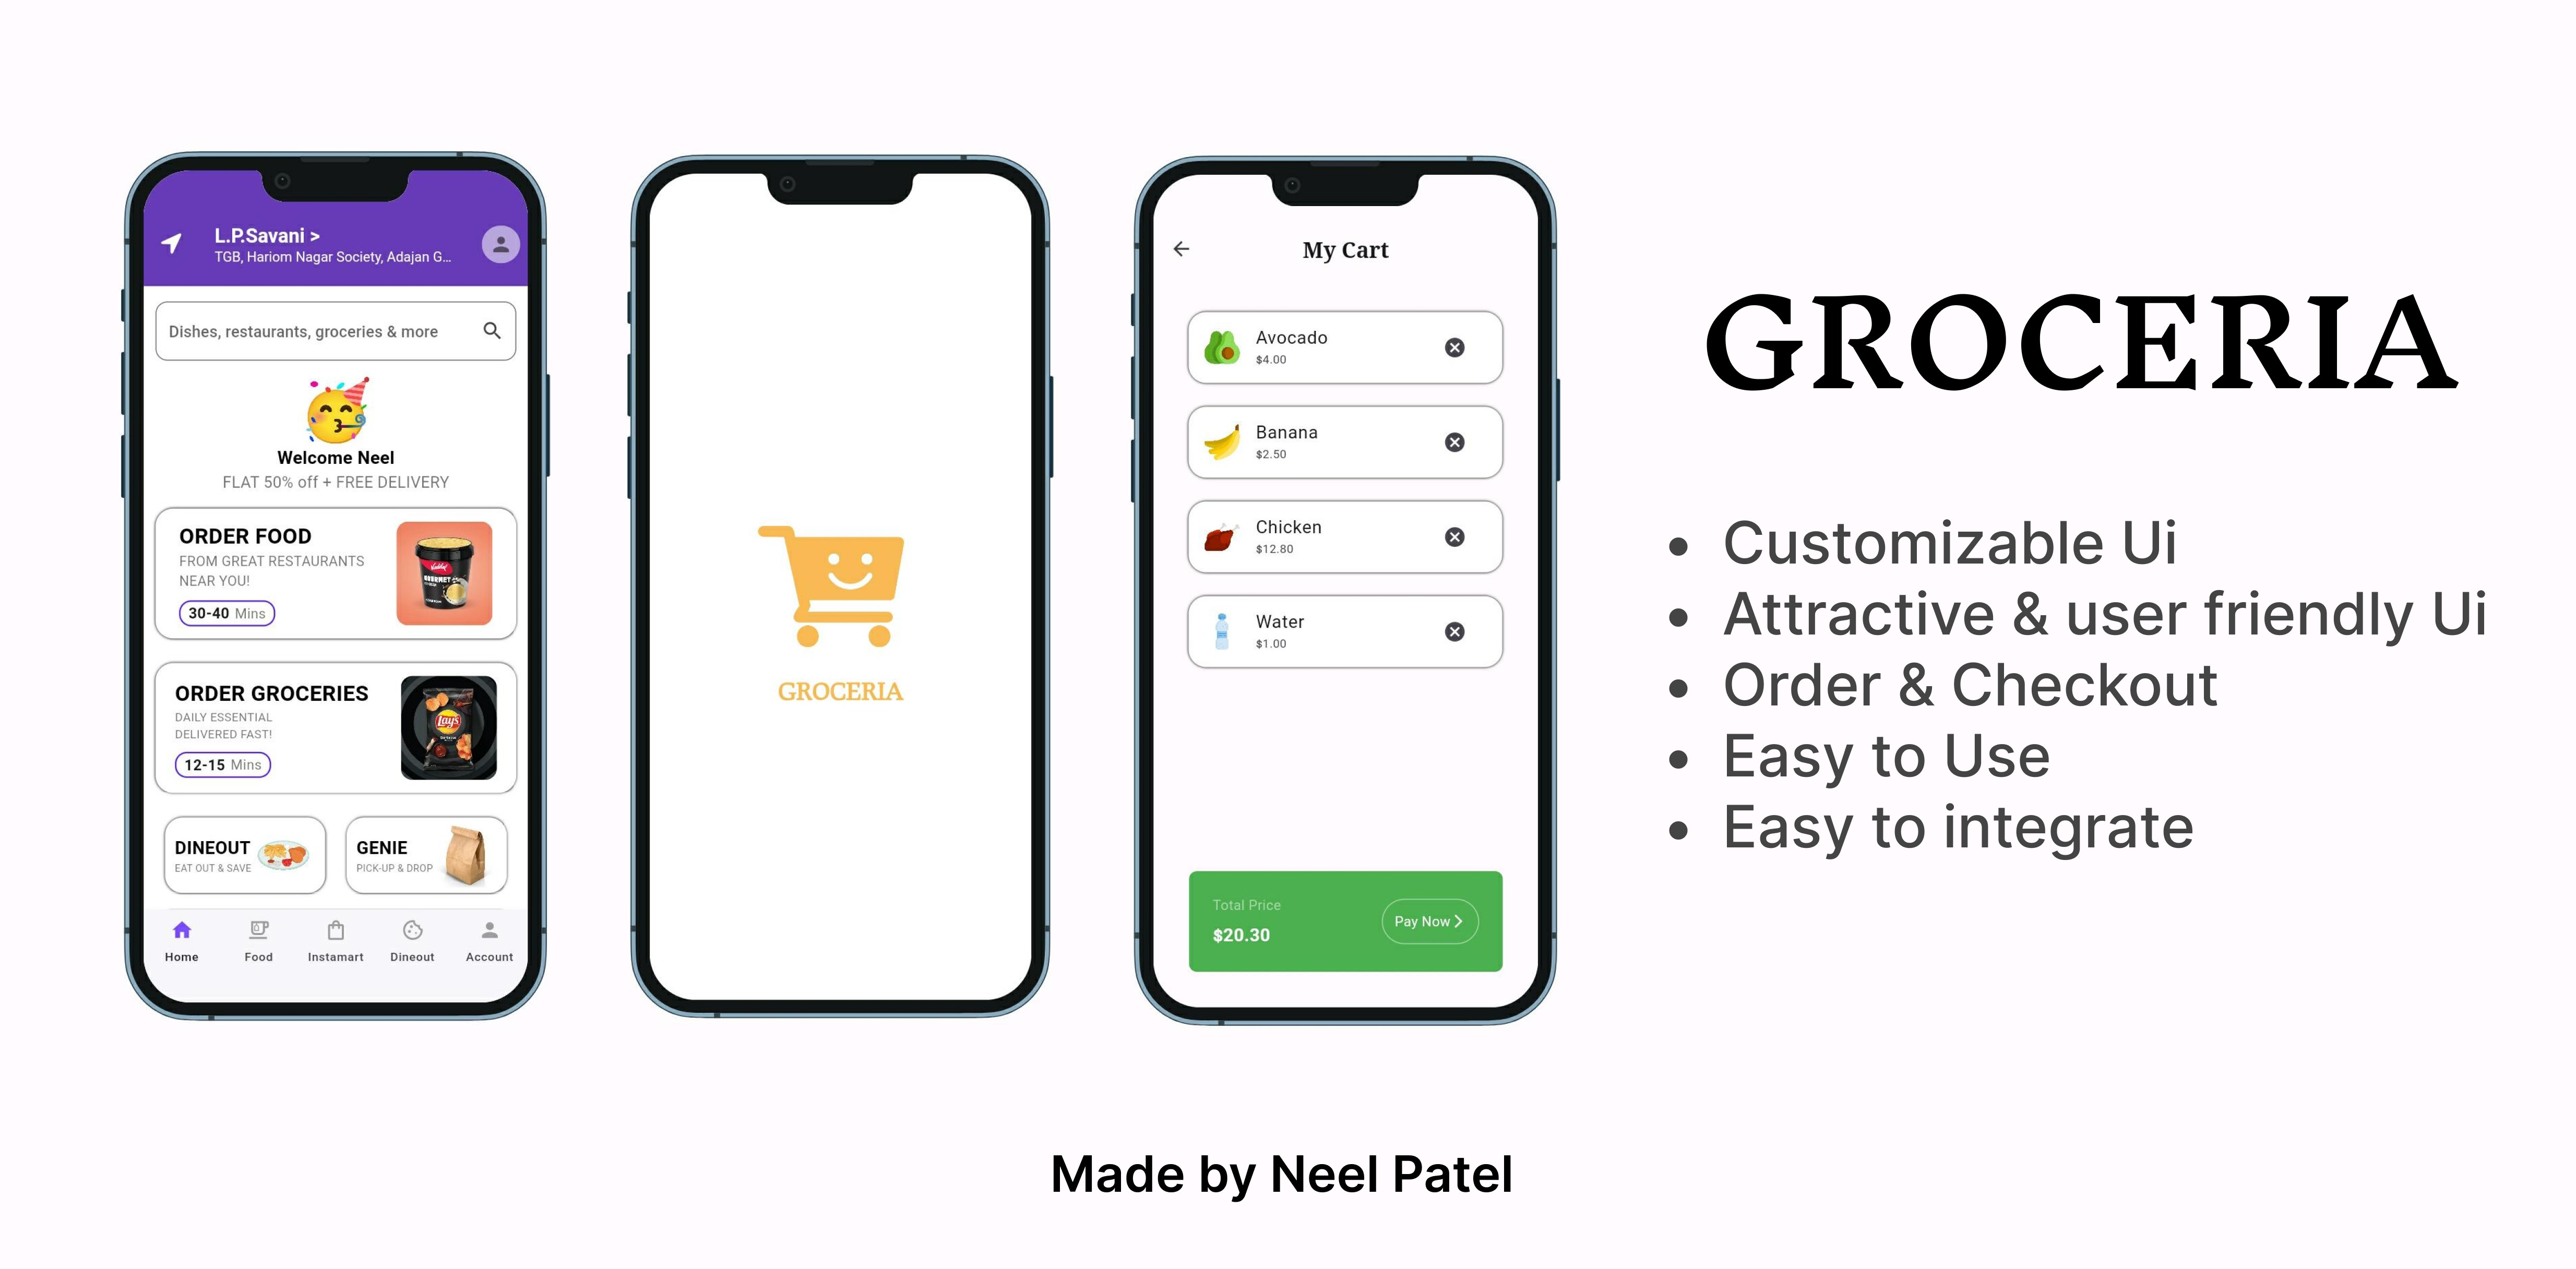 L.P.Savani >
TGB, Hariom Nagar Society, Adajan G...
Dishes, restaurants, groceries & more
Welcome Neel
FLAT 50% off + FREE DELIVERY
ORDER FOOD
FROM GREAT RESTAURANTS
NEAR YOU!
30-40 Mins
GOURMET
ORDER GROCERIES
DAILY ESSENTIAL
DELIVERED FAST!
12-15 Mins
Lay's
DINEOUT
EAT OUT & SAVE
GENIE
PICK-UP & DROP
Home
Food
Instamart
Dineout
Account
GROCERIA
My Cart
Avocado
$4.00
Banana
$2.50
Chicken
$12.80
Water
$1.00
Total Price
$20.30
Pay Now >
GROCERIA
• Customizable Ui
• Attractive & user friendly Ui
• Order & Checkout
• Easy to Use
• Easy to integrate
Made by Neel Patel